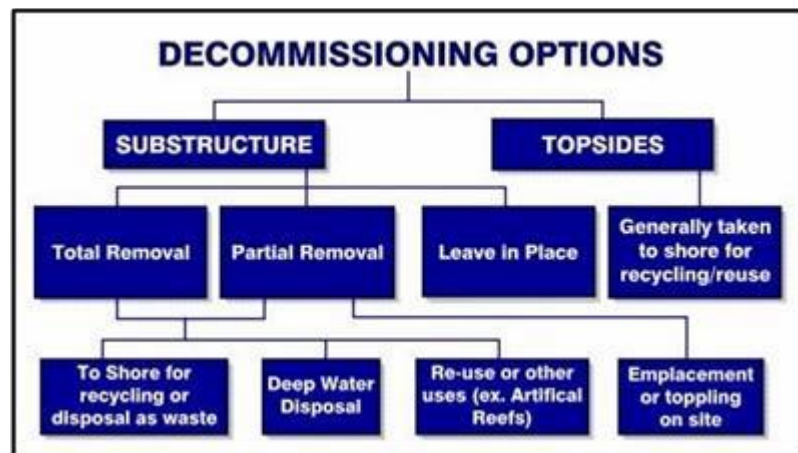 DECOMMISSIONING OPTIONS
SUBSTRUCTURE
TOPSIDES
Total Removal
Partial Removal
Leave in Place
Generally taken
to shore for
recycling/reuse
To Shore for
recycling or
disposal as waste
Deep Water
Disposal
Re-use or other
uses (ex. Artifical
Reefs)
Emplacement
or toppling
on site